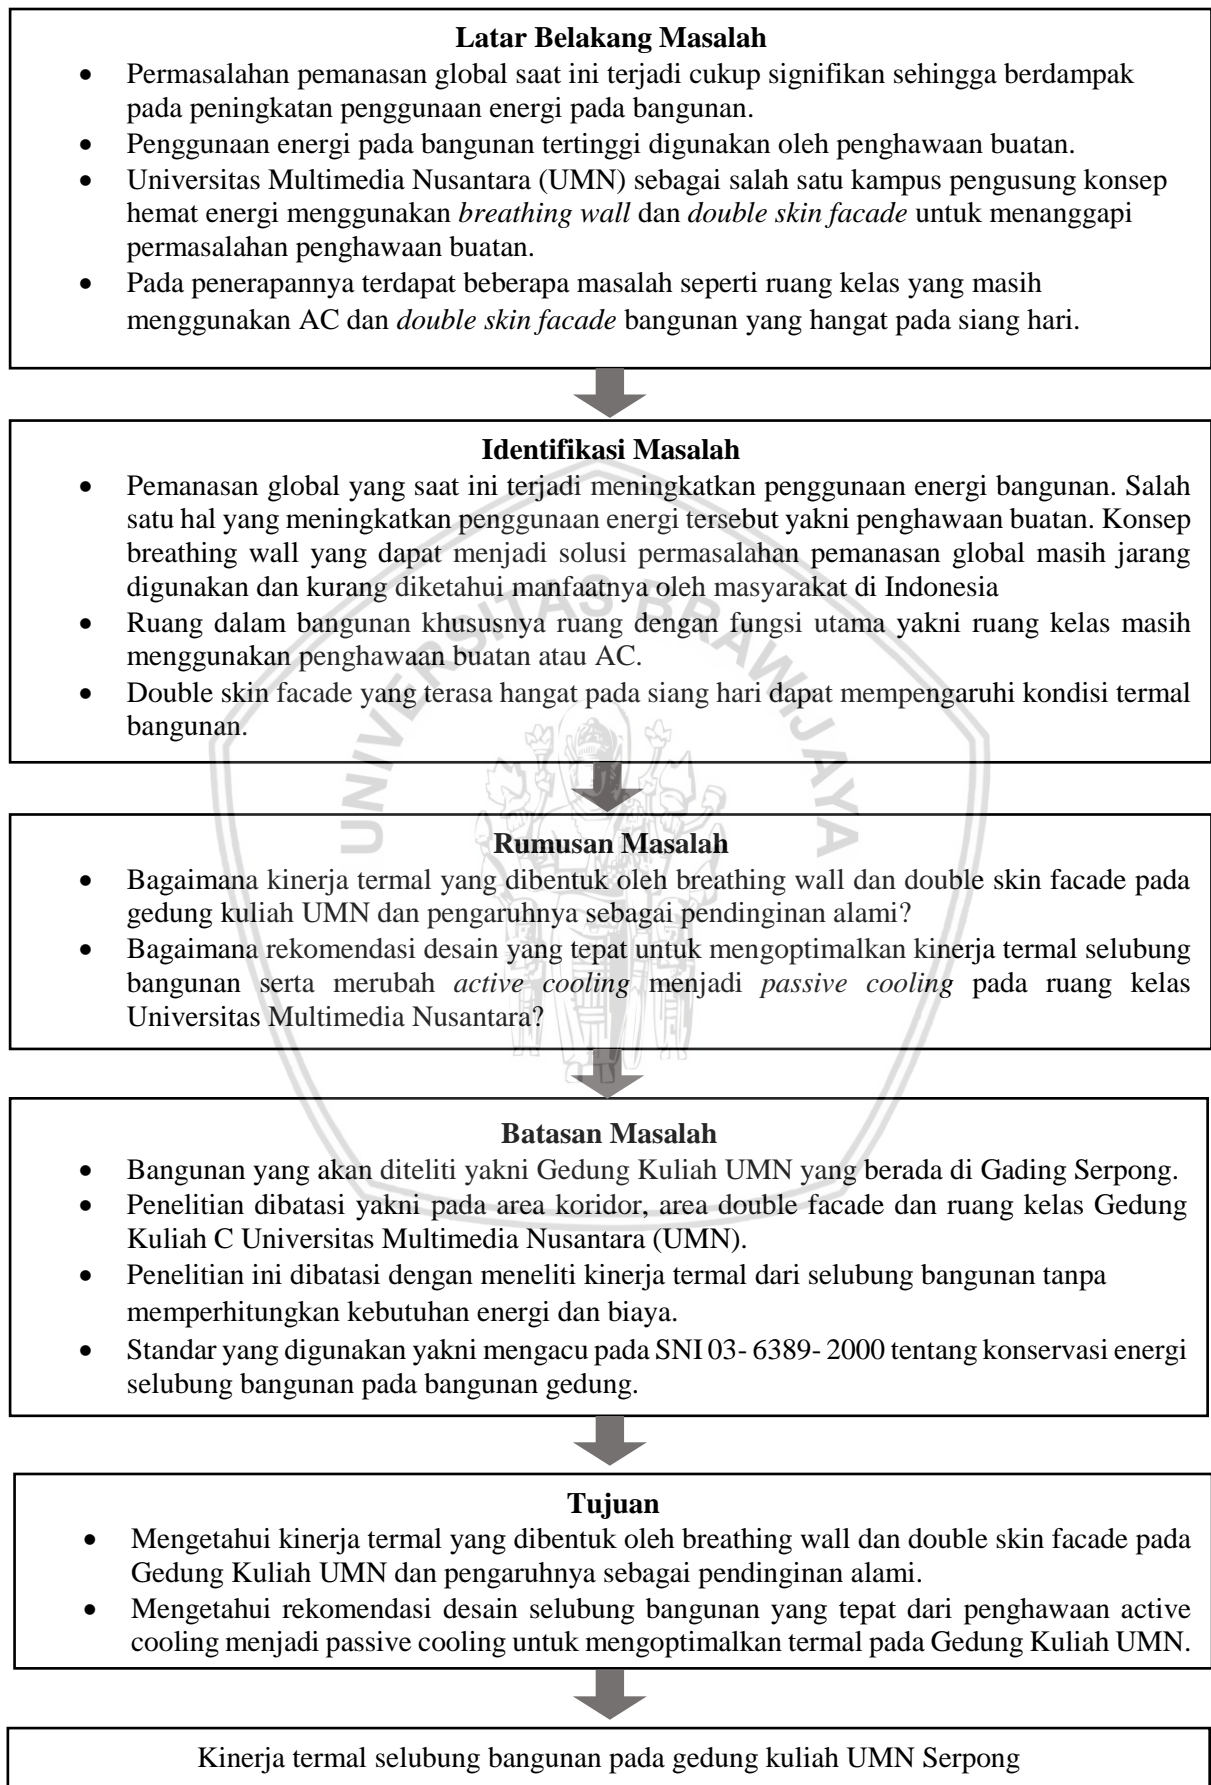 Latar Belakang Masalah
• Permasalahan pemanasan global saat ini terjadi cukup signifikan sehingga berdampak
pada peningkatan penggunaan energi pada bangunan.
• Penggunaan energi pada bangunan tertinggi digunakan oleh penghawaan buatan.
• Universitas Multimedia Nusantara (UMN) sebagai salah satu kampus pengusung konsep
hemat energi menggunakan breathing wall dan double skin facade untuk menanggapi
permasalahan penghawaan buatan.
• Pada penerapannya terdapat beberapa masalah seperti ruang kelas yang masih
menggunakan AC dan double skin facade bangunan yang hangat pada siang hari.
Identifikasi Masalah
• Pemanasan global yang saat ini terjadi meningkatkan penggunaan energi bangunan. Salah
satu hal yang meningkatkan penggunaan energi tersebut yakni penghawaan buatan. Konsep
breathing wall yang dapat menjadi solusi permasalahan pemanasan global masih jarang
digunakan dan kurang diketahui manfaatnya oleh masyarakat di Indonesia
• Ruang dalam bangunan khususnya ruang dengan fungsi utama yakni ruang kelas masih
menggunakan penghawaan buatan atau AC.
• Double skin facade yang terasa hangat pada siang hari dapat mempengaruhi kondisi termal
bangunan.
UNIVERSITAS BRAWIJAYA
Rumusan Masalah
• Bagaimana kinerja termal yang dibentuk oleh breathing wall dan double skin facade pada
gedung kuliah UMN dan pengaruhnya sebagai pendinginan alami?
• Bagaimana rekomendasi desain yang tepat untuk mengoptimalkan kinerja termal selubung
bangunan serta merubah active cooling menjadi passive cooling pada ruang kelas
Universitas Multimedia Nusantara?
Batasan Masalah
• Bangunan yang akan diteliti yakni Gedung Kuliah UMN yang berada di Gading Serpong.
• Penelitian dibatasi yakni pada area koridor, area double facade dan ruang kelas Gedung
Kuliah C Universitas Multimedia Nusantara (UMN).
• Penelitian ini dibatasi dengan meneliti kinerja termal dari selubung bangunan tanpa
memperhitungkan kebutuhan energi dan biaya.
• Standar yang digunakan yakni mengacu pada SNI 03- 6389- 2000 tentang konservasi energi
selubung bangunan pada bangunan gedung.
Tujuan
• Mengetahui kinerja termal yang dibentuk oleh breathing wall dan double skin facade pada
Gedung Kuliah UMN dan pengaruhnya sebagai pendinginan alami.
• Mengetahui rekomendasi desain selubung bangunan yang tepat dari penghawaan active
cooling menjadi passive cooling untuk mengoptimalkan termal pada Gedung Kuliah UMN.
Kinerja termal selubung bangunan pada gedung kuliah UMN Serpong